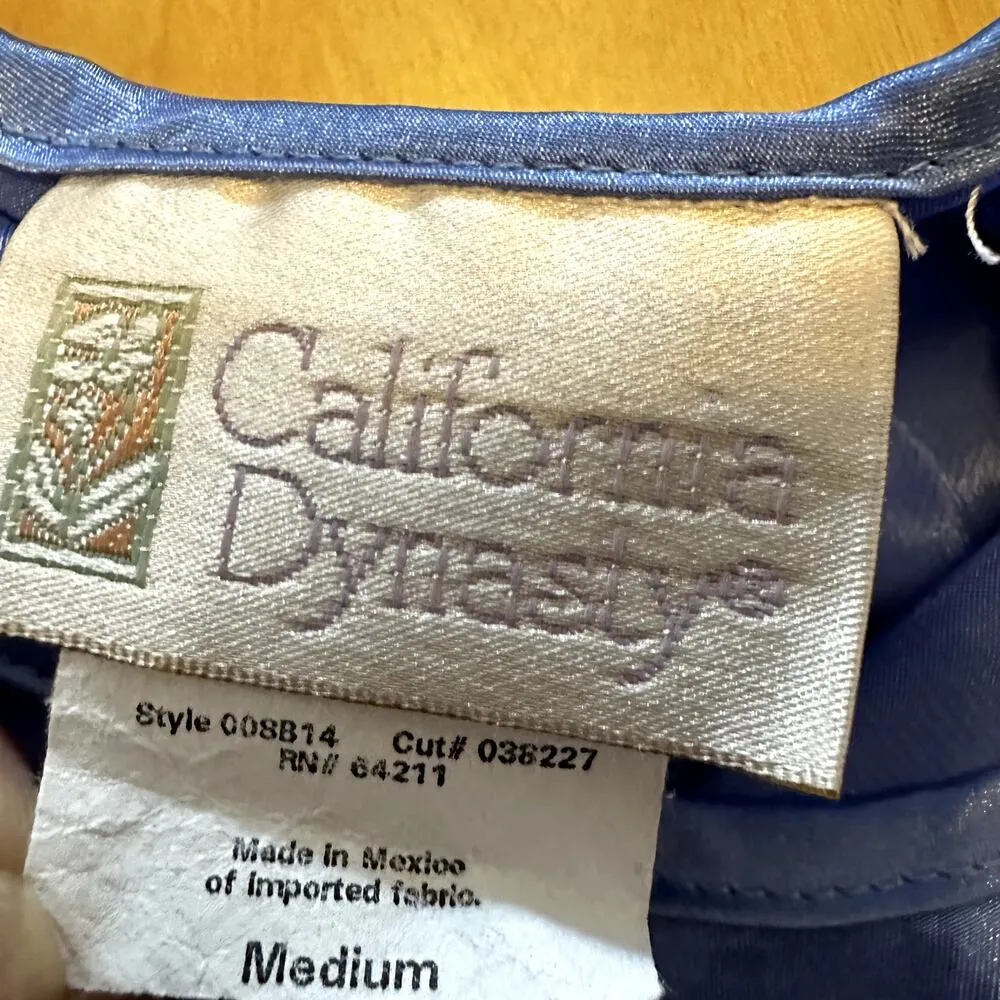 California
Dynasty®
Style 008B14 Cut# 038227
RN# 64211
Made in Mexico
of imported fabric.
Medium